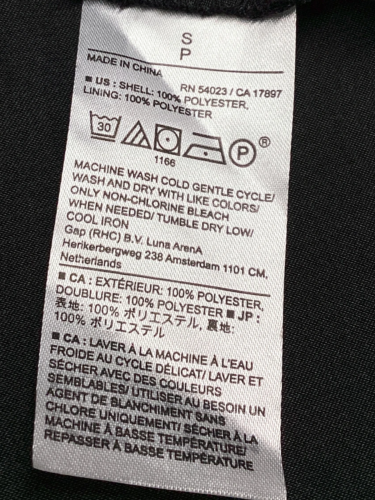 S
P
MADE IN CHINA
■ US : SHELL: 100% POLYESTER, RN 54023 / CA 17897
LINING: 100% POLYESTER
30 P ®
1166
MACHINE WASH COLD GENTLE CYCLE/
WASH AND DRY WITH LIKE COLORS/
ONLY NON-CHLORINE BLEACH
WHEN NEEDED/ TUMBLE DRY LOW/
COOL IRON
Gap (RHC) B.V. Luna ArenA
Herikerbergweg 238 Amsterdam 1101 CM,
Netherlands
■ CA : EXTÉRIEUR: 100% POLYESTER,
DOUBLURE: 100% POLYESTER ■ JP :
表地: 100% ポリエステル, 裏地:
100% ポリエステル
■ CA : LAVER À LA MACHINE À L'EAU
FROIDE AU CYCLE DÉLICAT/ LAVER ET
SÉCHER AVEC DES COULEURS
SEMBLABLES/ UTILISER AU BESOIN UN
AGENT DE BLANCHIMENT SANS
CHLORE UNIQUEMENT/ SÉCHER À LA
MACHINE À BASSE TEMPÉRATURE/
REPASSER À BASSE TEMPÉRATURE